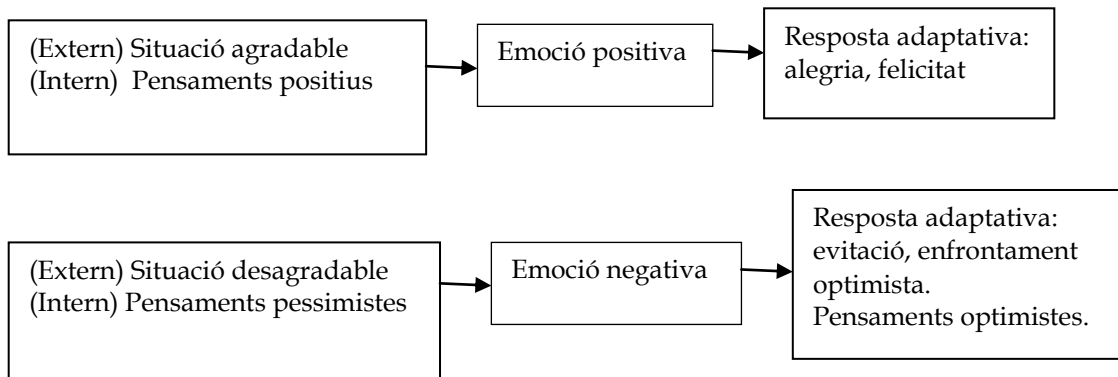 (Extern) Situació agradable
(Intern) Pensaments positius
Emoció positiva
Resposta adaptativa:
alegria, felicitat
(Extern) Situació desagradable
(Intern) Pensaments pessimistes
Emoció negativa
Resposta adaptativa:
evitació, enfrontament
optimista.
Pensaments optimistes.